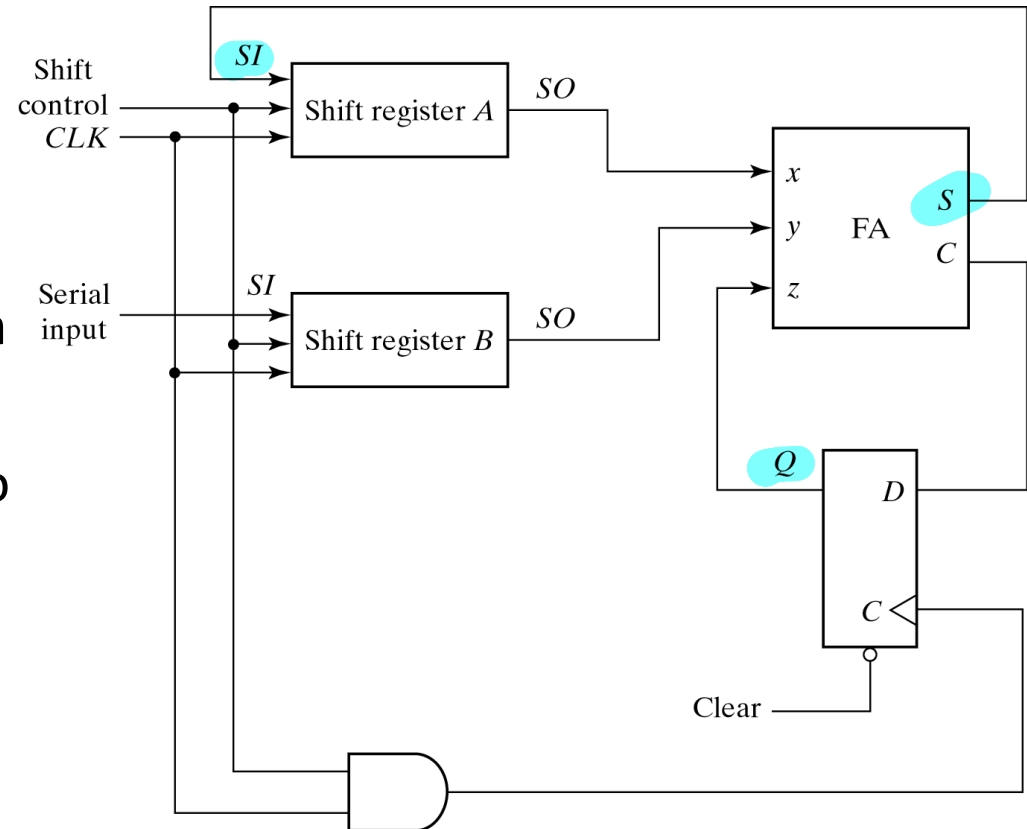 SI
Shift
control
CLK
Shift register A
SO
x
y
z
FA
S
C
Serial
input
SI
Shift register B
SO
Q
D
C
Clear